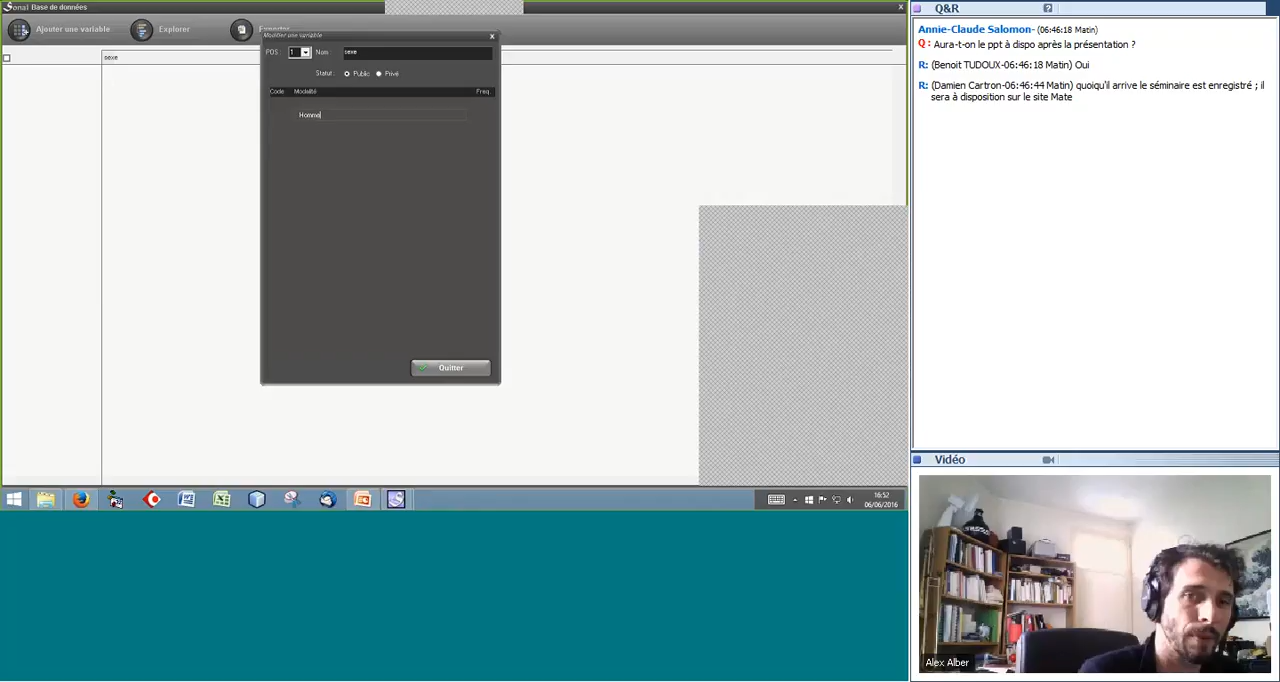 Sonal Base de données
x
Ajoutter une variable
Explorer
Modifier une variable
x
POS :
1
Nom :
sexe
Statut :
Public
Privé
Code
Modalité
Freq.
Homme
Quitter
sexe
16:52
06/06/2016
Q&R
?
Annie-Claude Salomon- (06:46:18 Matin)
Q: Aura-t-on le ppt à dispo après la présentation ?
R: (Benoit TUDOUX-06:46:18 Matin) Oui
R: (Damien Cartron-06:46:44 Matin) quoiqu'il arrive le séminaire est enregistré ; il
sera à disposition sur le site Mate
Vidéo
Alex Alber